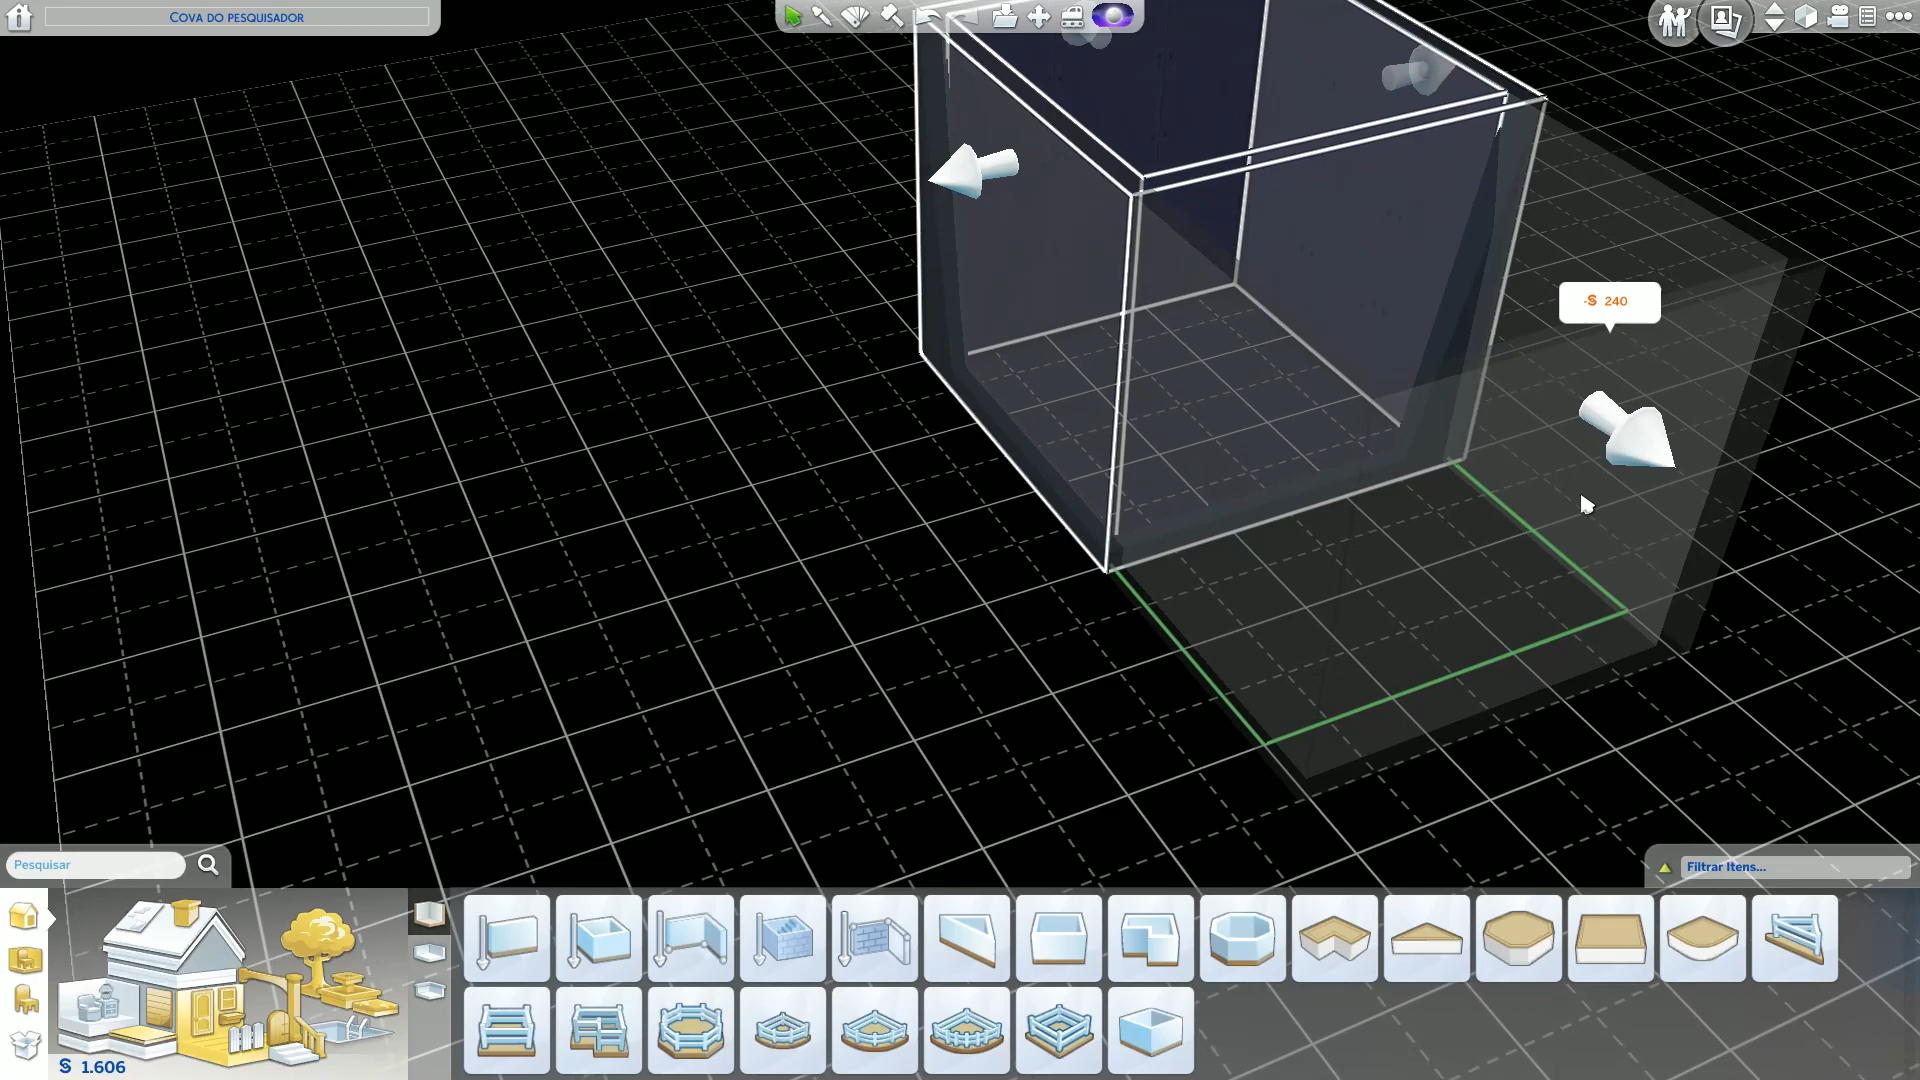 Cova do pesquisador
-§ 240
Pesquisar
Filtrar Itens...
§ 1.606